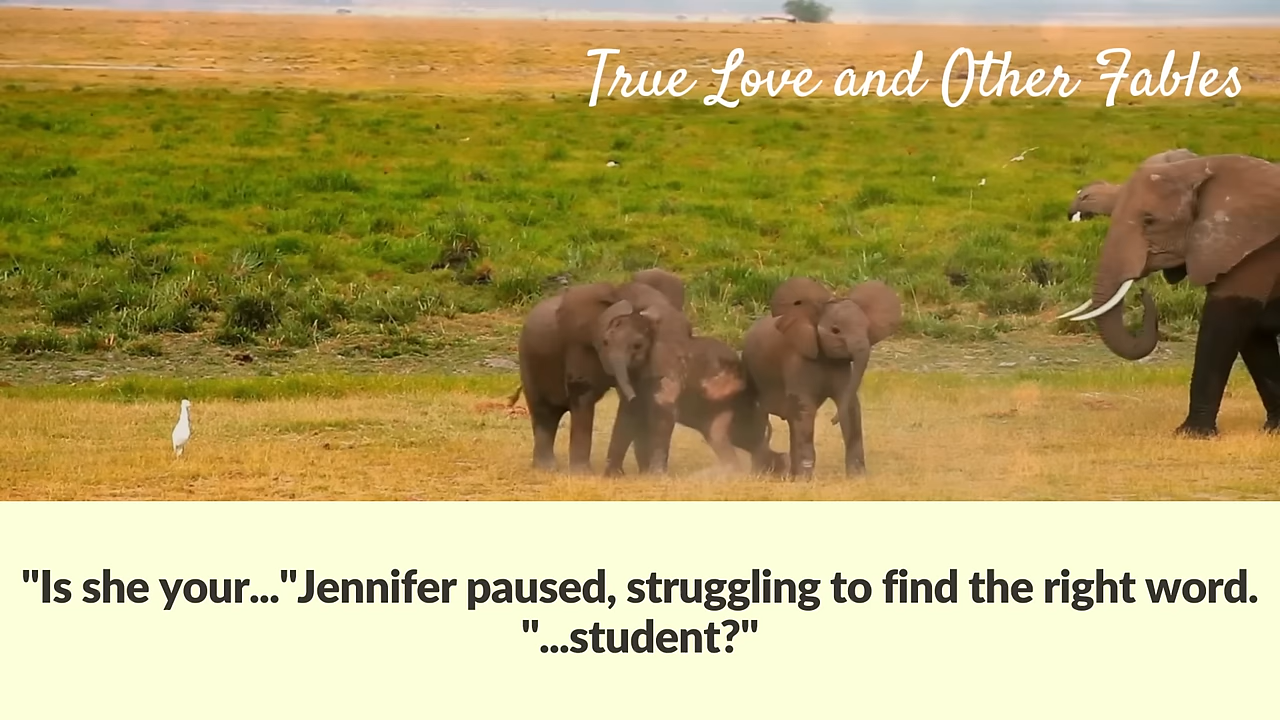 True Love and Other Fables
"Is she your..."Jennifer paused, struggling to find the right word.
"...student?"